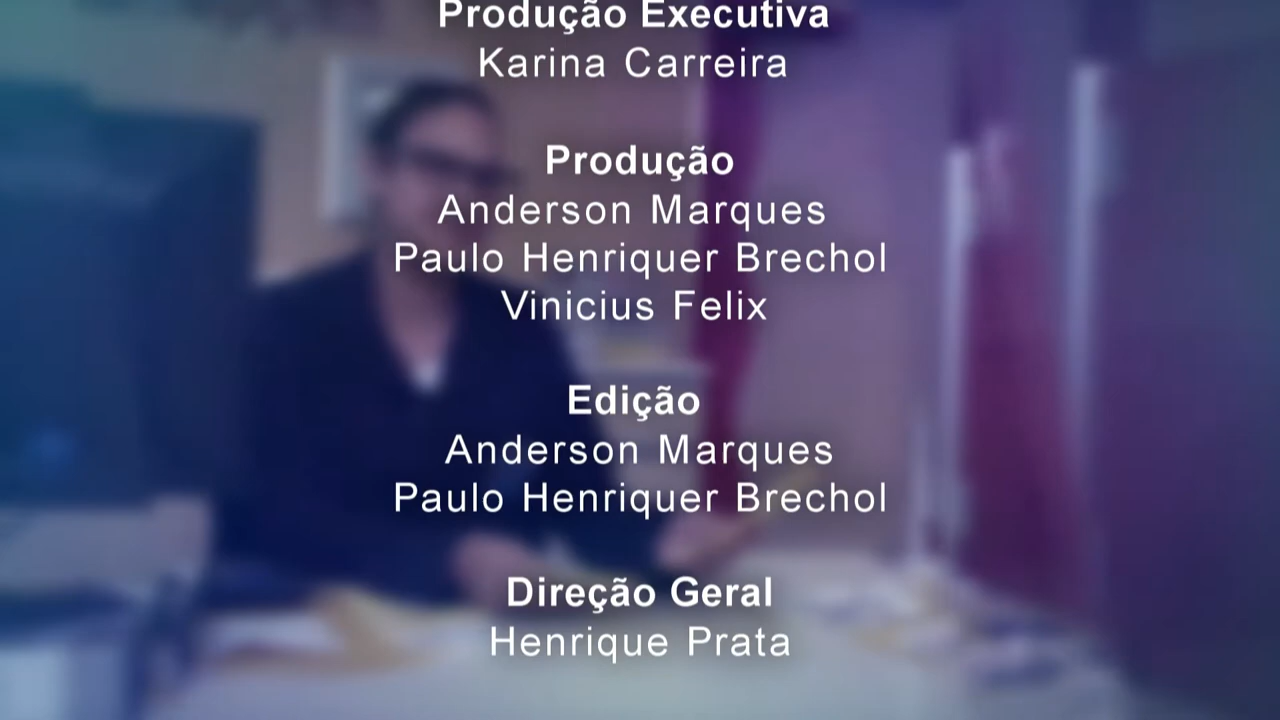 Produção Executiva
Karina Carreira
Produção
Anderson Marques
Paulo Henriquer Brechol
Vinicius Felix
Edição
Anderson Marques
Paulo Henriquer Brechol
Direção Geral
Henrique Prata